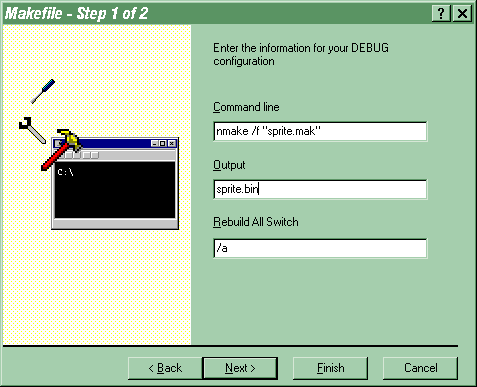 Makefile - Step 1 of 2
Enter the information for your DEBUG
configuration
Command line
nmake /f "sprite.mak"
C:\
Output
sprite.bin
Rebuild All Switch
/a
< Back
Next >
Finish
Cancel